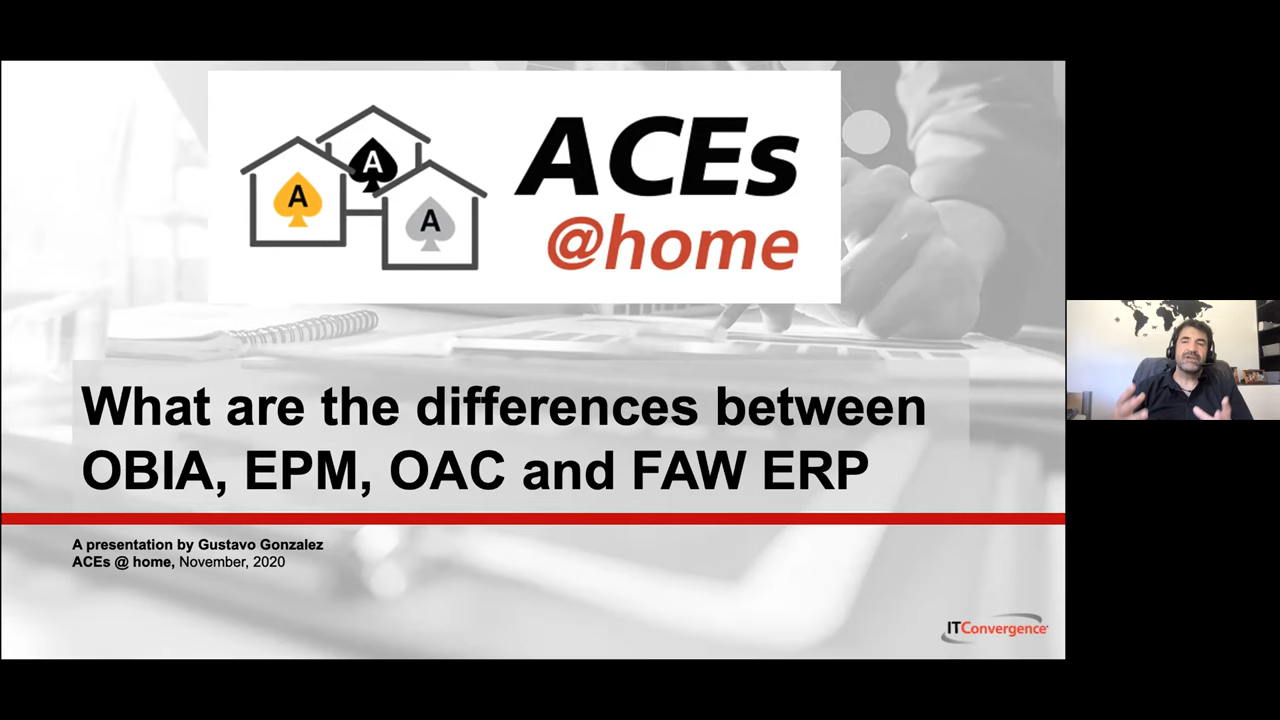 A
A
A
ACEs
@home
What are the differences between
OBIA, EPM, OAC and FAW ERP
A presentation by Gustavo Gonzalez
ACEs @ home, November, 2020
ITConvergence